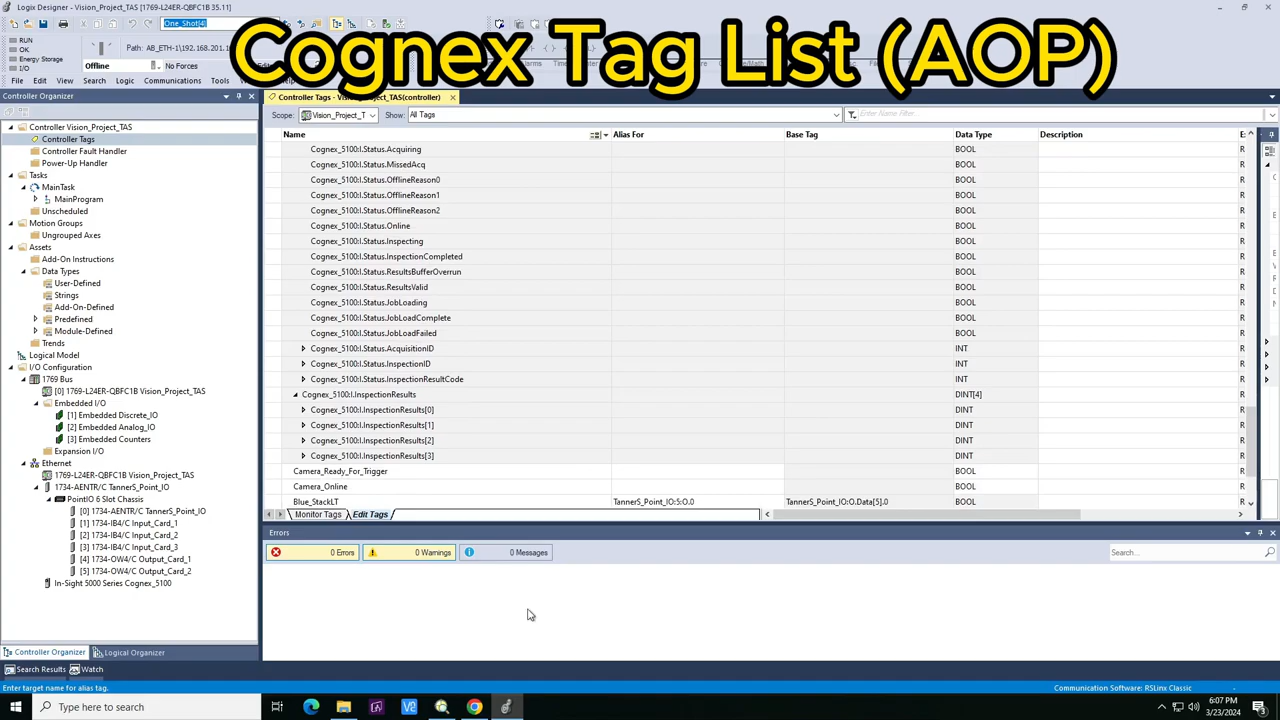 Logix Designer - Vision_Project_TAS [1769-L24ER-QBFC1B 35.11]
One_Shot[4]
Cognex Tag List (AOP)
RUN
OK
Energy Storage
I/O
Path: AB_ETH-1\192.168.201.1
Offline
No Forces
FILE EDIT VIEW SEARCH LOGIC COMMUNICATIONS TOOLS
Controller Organizer
Controller Tags - Vision_Project_TAS(controller)
Scope: Vision_Project_T Show: All Tags
Enter Name Filter...
Controller Vision_Project_TAS
Controller Tags
Controller Fault Handler
Power-Up Handler
Tasks
MainTask
MainProgram
Unscheduled
Motion Groups
Ungrouped Axes
Assets
Add-On Instructions
Data Types
User-Defined
Strings
Add-On-Defined
Predefined
Module-Defined
Trends
Logical Model
I/O Configuration
1769 Bus
[0] 1769-L24ER-QBFC1B Vision_Project_TAS
Embedded I/O
[1] Embedded Discrete_IO
[2] Embedded Analog_IO
[3] Embedded Counters
Expansion I/O
Ethernet
1769-L24ER-QBFC1B Vision_Project_TAS
1734-AENTR/C TannerS_Point_IO
PointIO 6 Slot Chassis
[0] 1734-AENTR/C TannerS_Point_IO
[1] 1734-IB4/C Input_Card_1
[2] 1734-IB4/C Input_Card_2
[3] 1734-IB4/C Input_Card_3
[4] 1734-OW4/C Output_Card_1
[5] 1734-OW4/C Output_Card_2
In-Sight 5000 Series Cognex_5100
Name Alias For Base Tag Data Type Description
Cognex_5100:I.Status.Acquiring BOOL R
Cognex_5100:I.Status.MissedAcq BOOL R
Cognex_5100:I.Status.OfflineReason0 BOOL R
Cognex_5100:I.Status.OfflineReason1 BOOL R
Cognex_5100:I.Status.OfflineReason2 BOOL R
Cognex_5100:I.Status.Online BOOL R
Cognex_5100:I.Status.Inspecting BOOL R
Cognex_5100:I.Status.InspectionCompleted BOOL R
Cognex_5100:I.Status.ResultsBufferOverrun BOOL R
Cognex_5100:I.Status.ResultsValid BOOL R
Cognex_5100:I.Status.JobLoading BOOL R
Cognex_5100:I.Status.JobLoadComplete BOOL R
Cognex_5100:I.Status.JobLoadFailed BOOL R
Cognex_5100:I.Status.AcquisitionID INT R
Cognex_5100:I.Status.InspectionID INT R
Cognex_5100:I.Status.InspectionResultCode INT R
Cognex_5100:I.InspectionResults DINT[4] R
Cognex_5100:I.InspectionResults[0] DINT R
Cognex_5100:I.InspectionResults[1] DINT R
Cognex_5100:I.InspectionResults[2] DINT R
Cognex_5100:I.InspectionResults[3] DINT R
Camera_Ready_For_Trigger BOOL R
Camera_Online BOOL R
Blue_StackLT TannerS_Point_IO:5:O.0 TannerS_Point_IO:O.Data[5].0 BOOL R
Monitor Tags Edit Tags
Errors
0 Errors 0 Warnings 0 Messages
Search...
Controller Organizer Logical Organizer
Search Results Watch
Enter target name for alias tag.
Communication Software: RSLinx Classic
Type here to search
6:07 PM
3/23/2024